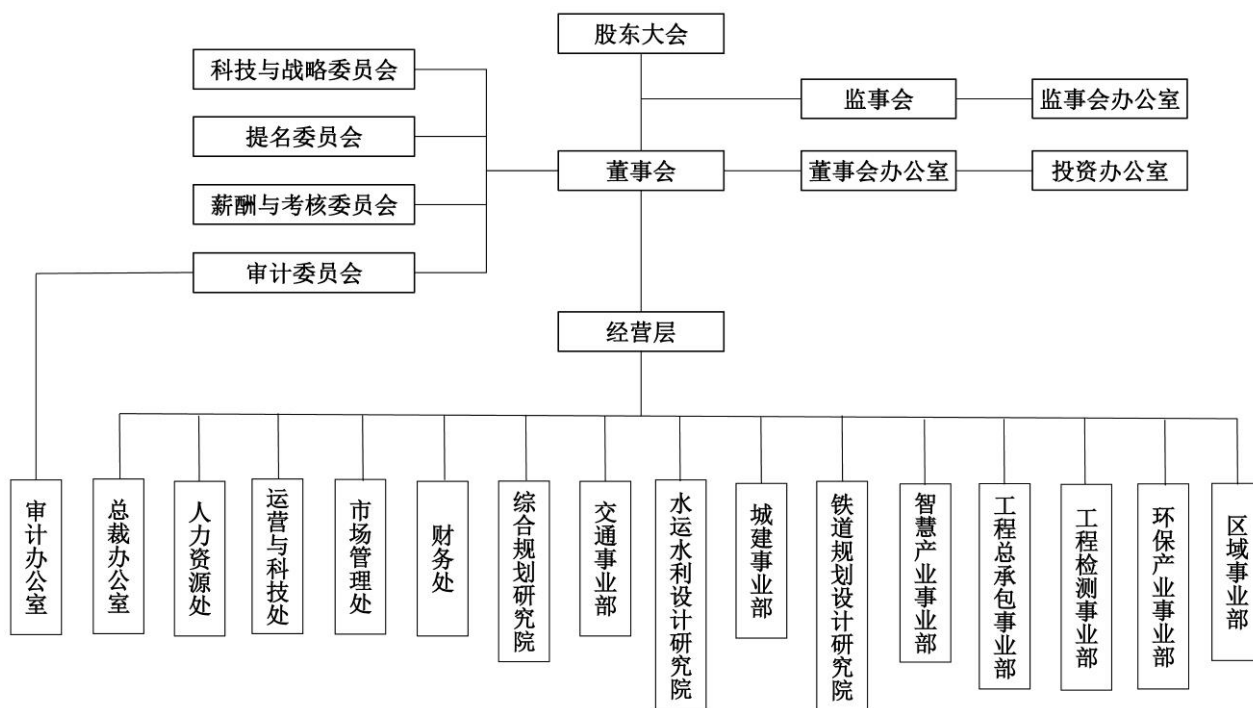 股东大会
科技与战略委员会
监事会
监事会办公室
提名委员会
董事会
董事会办公室
投资办公室
薪酬与考核委员会
审计委员会
经营层
审计办公室
总裁办公室
人力资源处
运营与科技处
市场管理处
财务处
综合规划研究院
交通事业部
水运水利设计研究院
城建事业部
铁道规划设计研究院
智慧产业事业部
工程总承包事业部
工程检测事业部
环保产业事业部
区域事业部